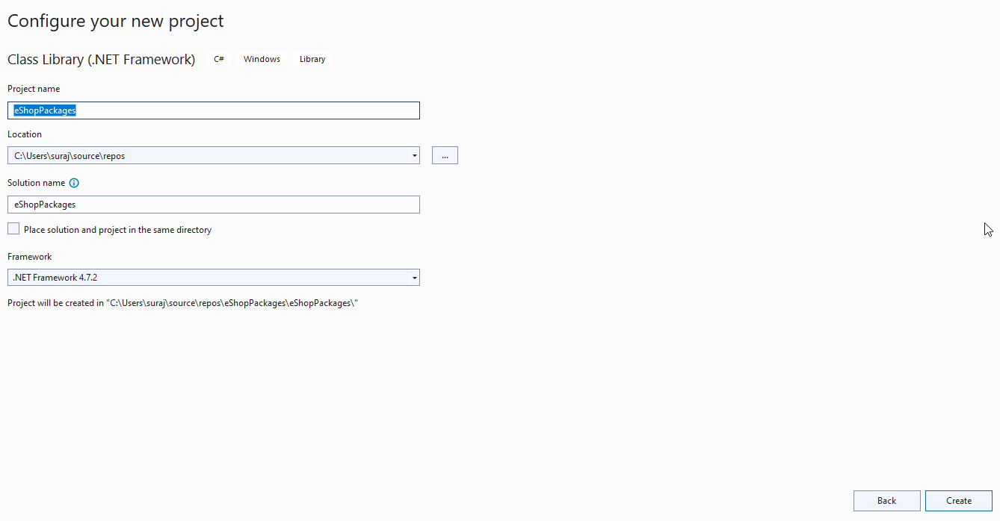 Configure your new project
Class Library (.NET Framework) C# Windows Library
Project name
eShopPackages
Location
C:\Users\suraj\source\repos ...
Solution name
eShopPackages
Place solution and project in the same directory
Framework
.NET Framework 4.7.2
Project will be created in "C:\Users\suraj\source\repos\eShopPackages\eShopPackages\"
Back Create